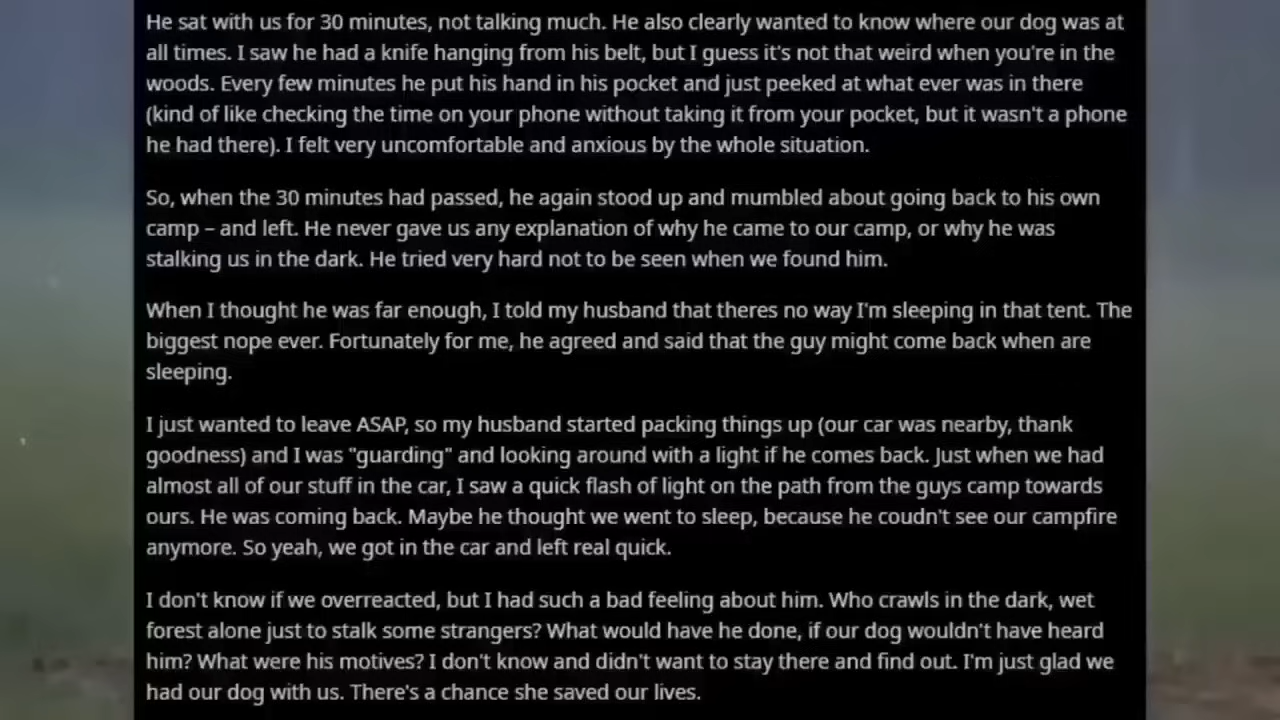 He sat with us for 30 minutes, not talking much. He also clearly wanted to know where our dog was at
all times. I saw he had a knife hanging from his belt, but I guess it's not that weird when you're in the
woods. Every few minutes he put his hand in his pocket and just peeked at what ever was in there
(kind of like checking the time on your phone without taking it from your pocket, but it wasn't a phone
he had there). I felt very uncomfortable and anxious by the whole situation.
So, when the 30 minutes had passed, he again stood up and mumbled about going back to his own
camp – and left. He never gave us any explanation of why he came to our camp, or why he was
stalking us in the dark. He tried very hard not to be seen when we found him.
When I thought he was far enough, I told my husband that theres no way I'm sleeping in that tent. The
biggest nope ever. Fortunately for me, he agreed and said that the guy might come back when are
sleeping.
I just wanted to leave ASAP, so my husband started packing things up (our car was nearby, thank
goodness) and I was "guarding" and looking around with a light if he comes back. Just when we had
almost all of our stuff in the car, I saw a quick flash of light on the path from the guys camp towards
ours. He was coming back. Maybe he thought we went to sleep, because he coudn't see our campfire
anymore. So yeah, we got in the car and left real quick.
I don't know if we overreacted, but I had such a bad feeling about him. Who crawls in the dark, wet
forest alone just to stalk some strangers? What would have he done, if our dog wouldn't have heard
him? What were his motives? I don't know and didn't want to stay there and find out. I'm just glad we
had our dog with us. There's a chance she saved our lives.